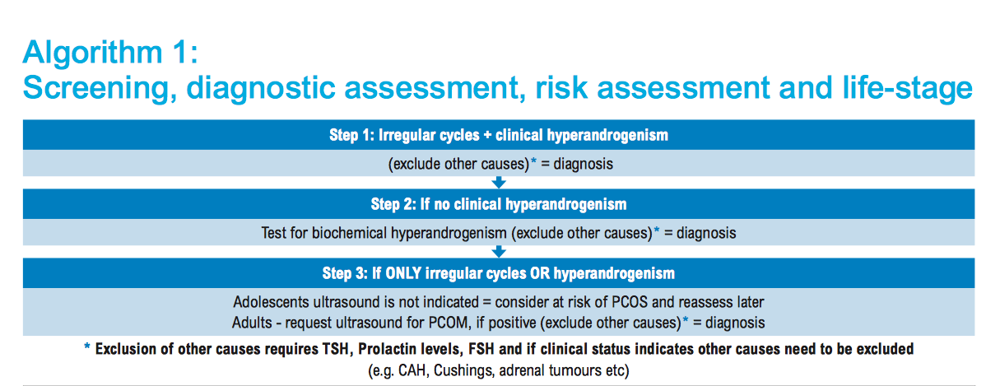 Algorithm 1:
Screening, diagnostic assessment, risk assessment and life-stage
Step 1: Irregular cycles + clinical hyperandrogenism
(exclude other causes)* = diagnosis
Step 2: If no clinical hyperandrogenism
Test for biochemical hyperandrogenism (exclude other causes)* = diagnosis
Step 3: If ONLY irregular cycles OR hyperandrogenism
Adolescents ultrasound is not indicated = consider at risk of PCOS and reassess later
Adults - request ultrasound for PCOM, if positive (exclude other causes)* = diagnosis
* Exclusion of other causes requires TSH, Prolactin levels, FSH and if clinical status indicates other causes need to be excluded
(e.g. CAH, Cushings, adrenal tumours etc)